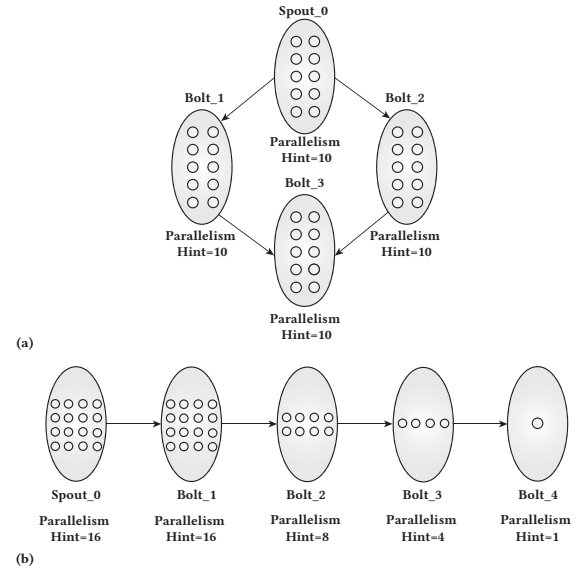 Spout_0
Bolt_1
Bolt_2
Parallelism
Hint=10
Bolt_3
Parallelism
Hint=10
Parallelism
Hint=10
Parallelism
Hint=10
(a)
Spout_0
Bolt_1
Bolt_2
Bolt_3
Bolt_4
Parallelism
Hint=16
Parallelism
Hint=16
Parallelism
Hint=8
Parallelism
Hint=4
Parallelism
Hint=1
(b)